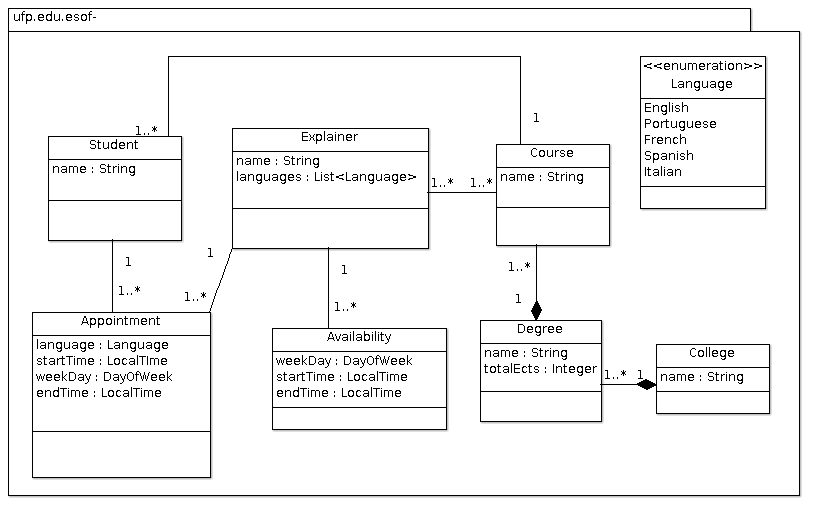 ufp.edu.esof-
<<enumeration>>
Language
English
Portuguese
French
Spanish
Italian
1
1..*
Student
name : String
Explainer
name : String
languages : List<Language>
1..*
1..*
Course
name : String
1
1..*
1
1..*
1
1..*
1..*
1
Appointment
language : Language
startTime : LocalTIme
weekDay : DayOfWeek
endTime : LocalTime
Availability
weekDay : DayOfWeek
startTime : LocalTime
endTime : LocalTime
Degree
name : String
totalEcts : Integer
1..*
1
College
name : String